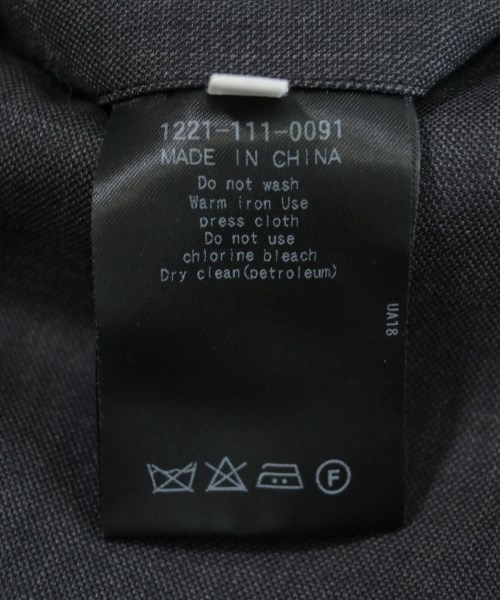 1221-111-0091
MADE IN CHINA
Do not wash
Warm iron Use
press cloth
Do not use
chlorine bleach
Dry clean(petroleum)
UA18
F